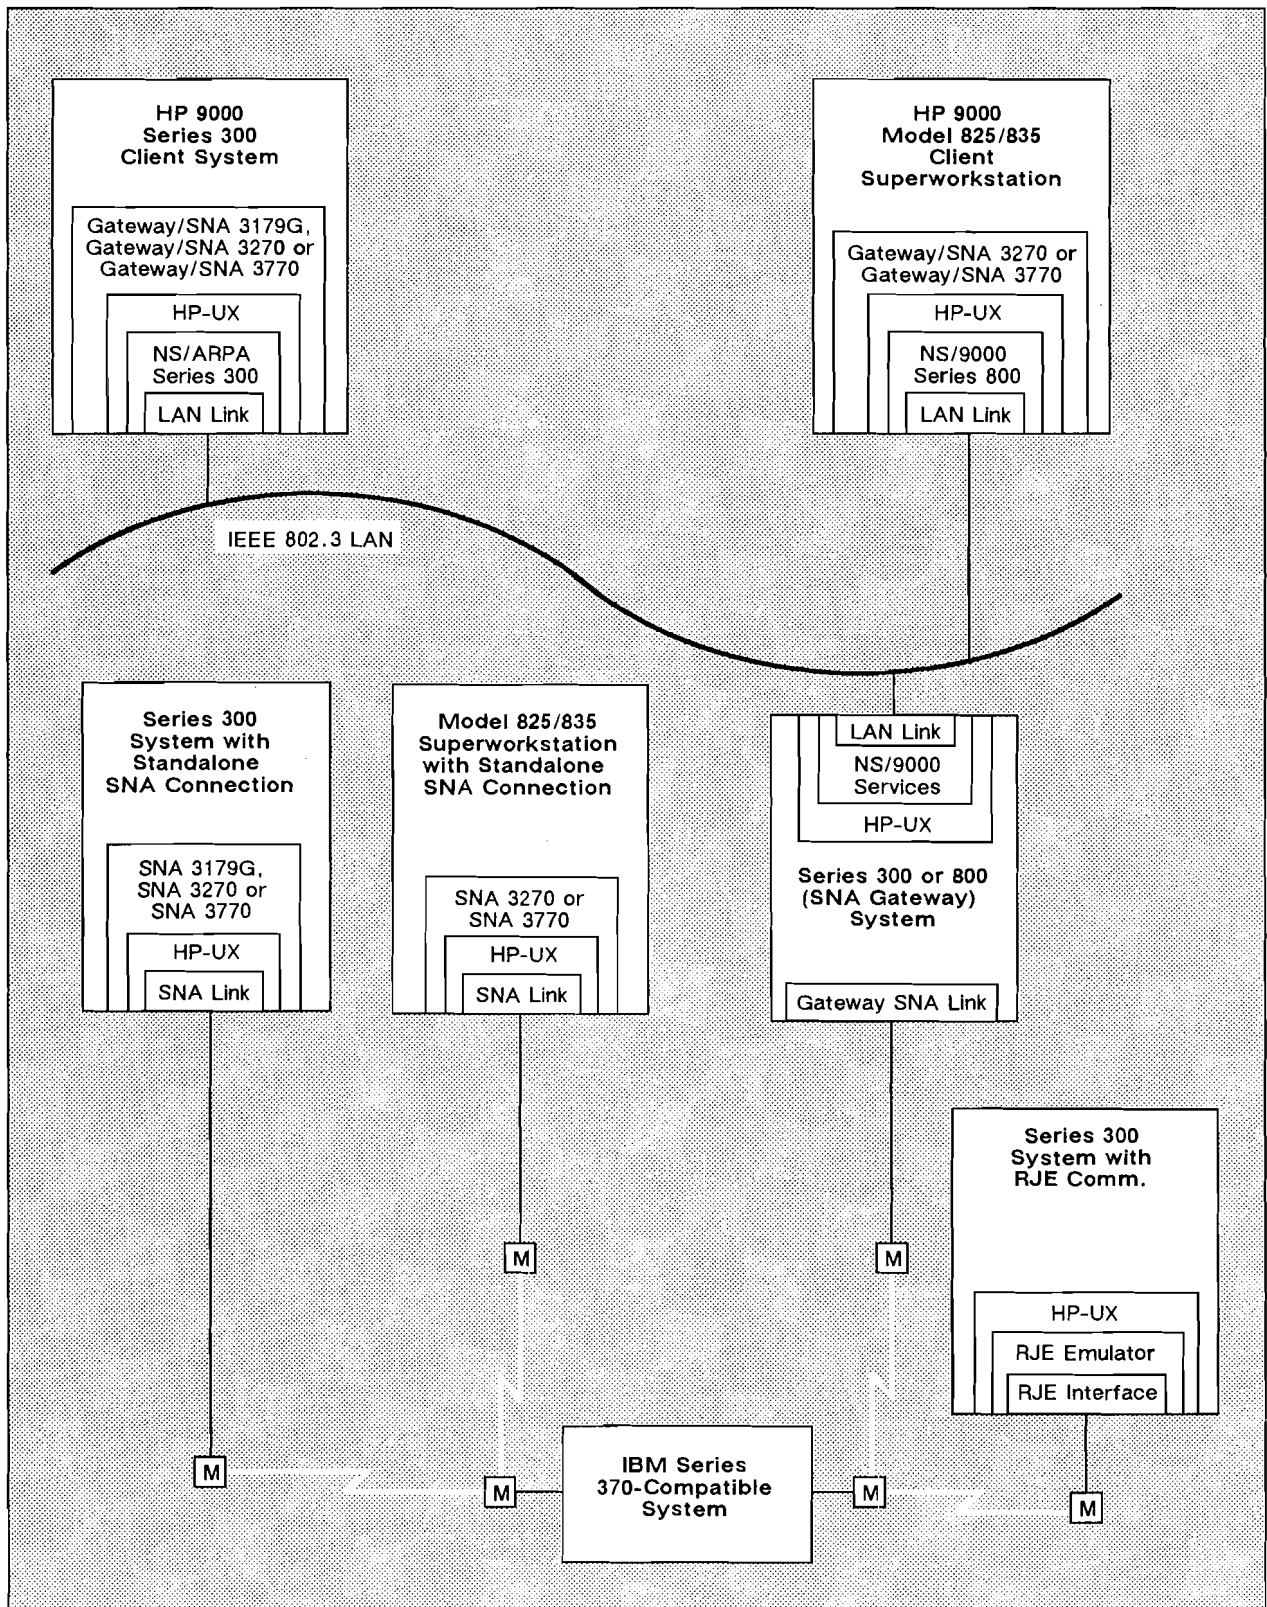 HP 9000
Series 300
Client System
Gateway/SNA 3179G,
Gateway/SNA 3270 or
Gateway/SNA 3770
HP-UX
NS/ARPA
Series 300
LAN Link
HP 9000
Model 825/835
Client
Superworkstation
Gateway/SNA 3270 or
Gateway/SNA 3770
HP-UX
NS/9000
Series 800
LAN Link
IEEE 802.3 LAN
Series 300
System with
Standalone
SNA Connection
SNA 3179G,
SNA 3270 or
SNA 3770
HP-UX
SNA Link
Model 825/835
Superworkstation
with Standalone
SNA Connection
SNA 3270 or
SNA 3770
HP-UX
SNA Link
LAN Link
NS/9000
Services
HP-UX
Series 300 or 800
(SNA Gateway)
System
Gateway SNA Link
Series 300
System with
RJE Comm.
HP-UX
RJE Emulator
RJE Interface
M
M
M
M
IBM Series
370-Compatible
System
M
M